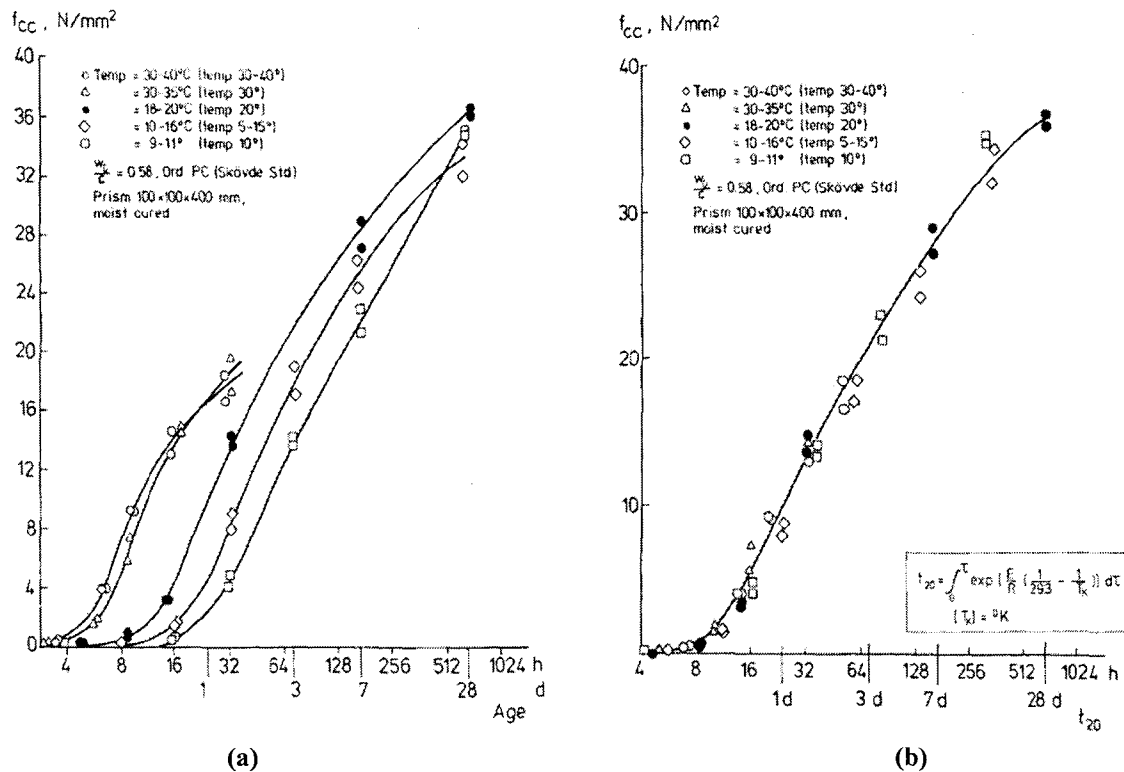 f_cc , N/mm²
40
36
32
28
24
20
16
12
8
4
0
○ Temp = 30-40°C (temp 30-40°)
△ = 30-35°C (temp 30°)
● = 18-20°C (temp 20°)
◇ = 10-16°C (temp 5-15°)
□ = 9-11° (temp 10°)
= 0.58, Ord. PC (Skövde Std)
Prism 100×100×400 mm,
moist cured
4 8 16 32 64 128 256 512 1024 h
1 3 7 28 d
Age
(a)
f_cc , N/mm²
40
30
20
10
○ Temp = 30-40°C (temp 30-40°)
△ = 30-35°C (temp 30°)
● = 18-20°C (temp 20°)
◇ = 10-16°C (temp 5-15°)
□ = 9-11° (temp 10°)
= 0.58, Ord. PC (Skövde Std)
Prism 100×100×400 mm,
moist cured
t₂₀ = ∫₀^τ exp [E/R (1/293 - 1/T_K)] dτ
[T_K] = °K
4 8 16 32 64 128 256 512 1024 h
1 d 3 d 7 d 28 d
t₂₀
(b)